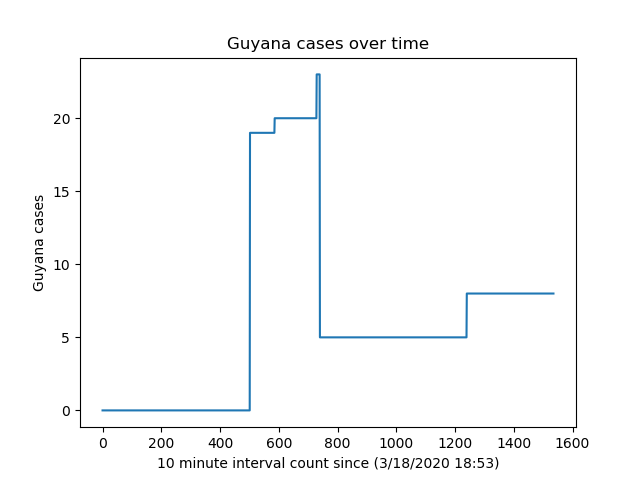 Guyana cases over time
Guyana cases
20
15
10
5
0
0 200 400 600 800 1000 1200 1400 1600
10 minute interval count since (3/18/2020 18:53)